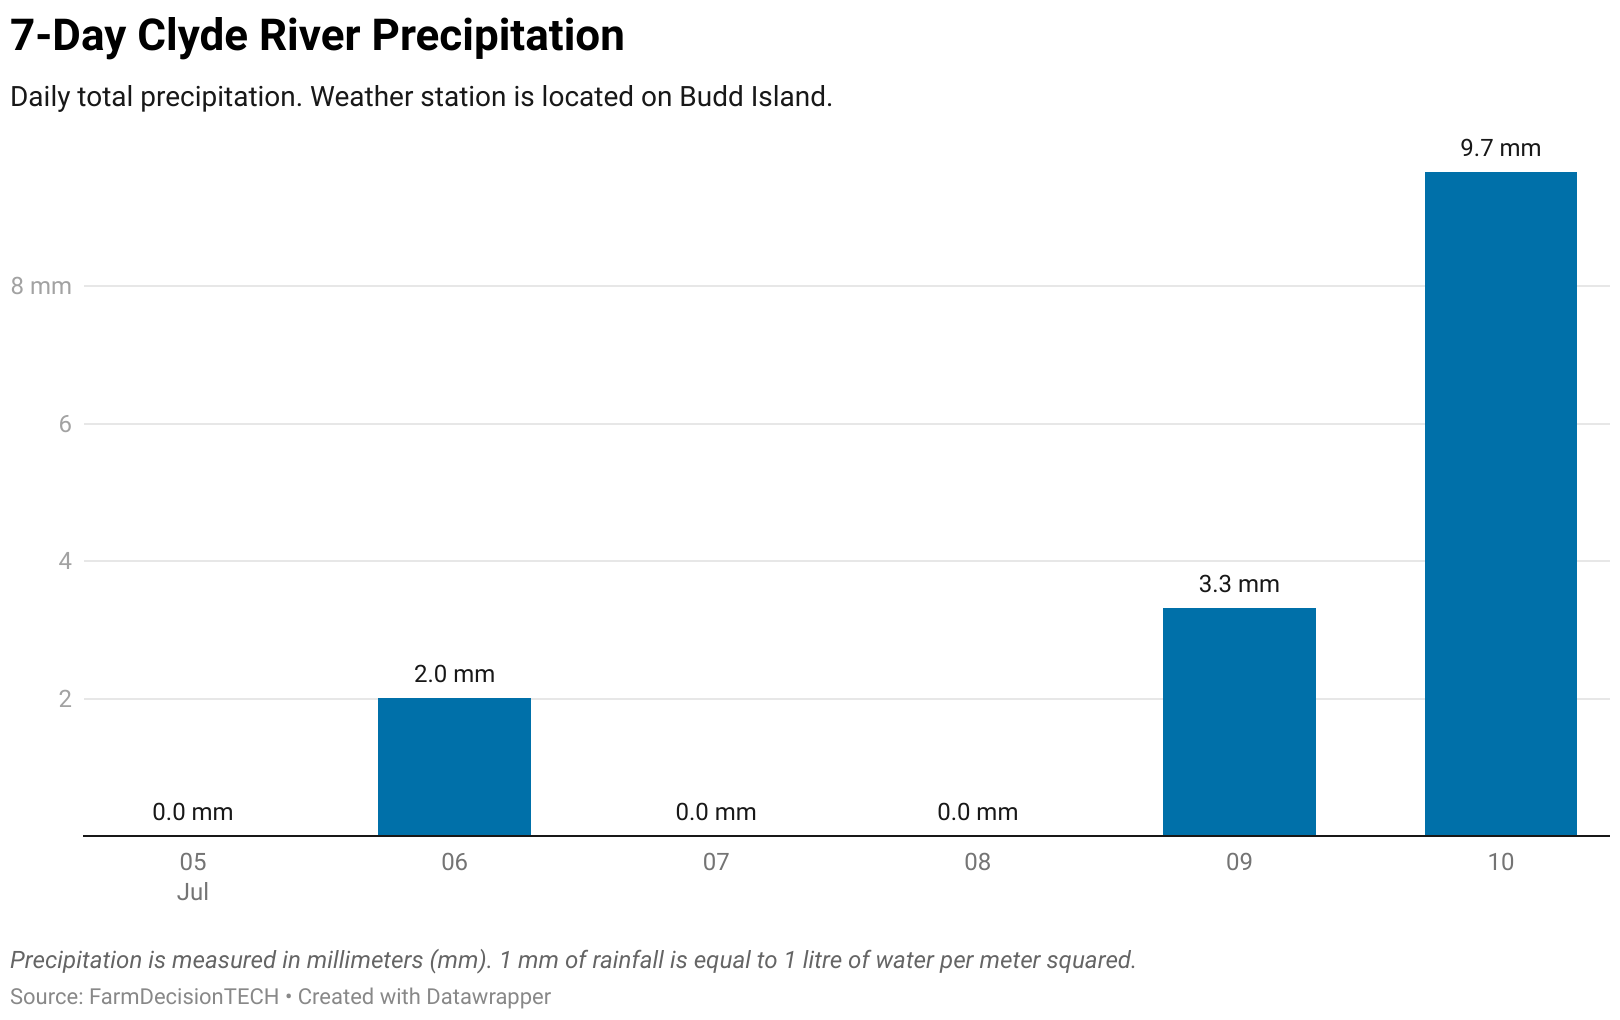 7-Day Clyde River Precipitation
Daily total precipitation. Weather station is located on Budd Island.
9.7 mm
8 mm
6
4
3.3 mm
2.0 mm
2
0.0 mm
0.0 mm
0.0 mm
05
06
07
08
09
10
Jul
Precipitation is measured in millimeters (mm). 1 mm of rainfall is equal to 1 litre of water per meter squared.
Source: FarmDecisionTECH • Created with Datawrapper